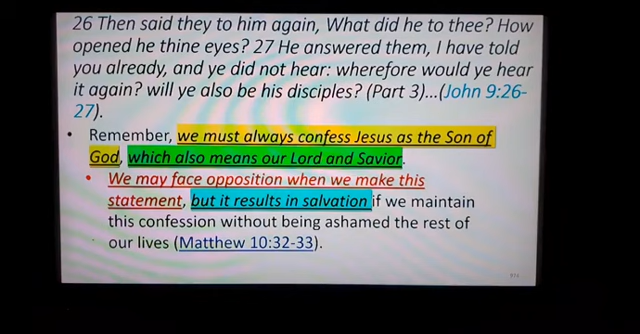 26 Then said they to him again, What did he to thee? How
opened he thine eyes? 27 He answered them, I have told
you already, and ye did not hear: wherefore would ye hear
it again? will ye also be his disciples? (Part 3)...(John 9:26-
27).
• Remember, we must always confess Jesus as the Son of
God, which also means our Lord and Savior.
• We may face opposition when we make this
statement, but it results in salvation if we maintain
this confession without being ashamed the rest of
our lives (Matthew 10:32-33).